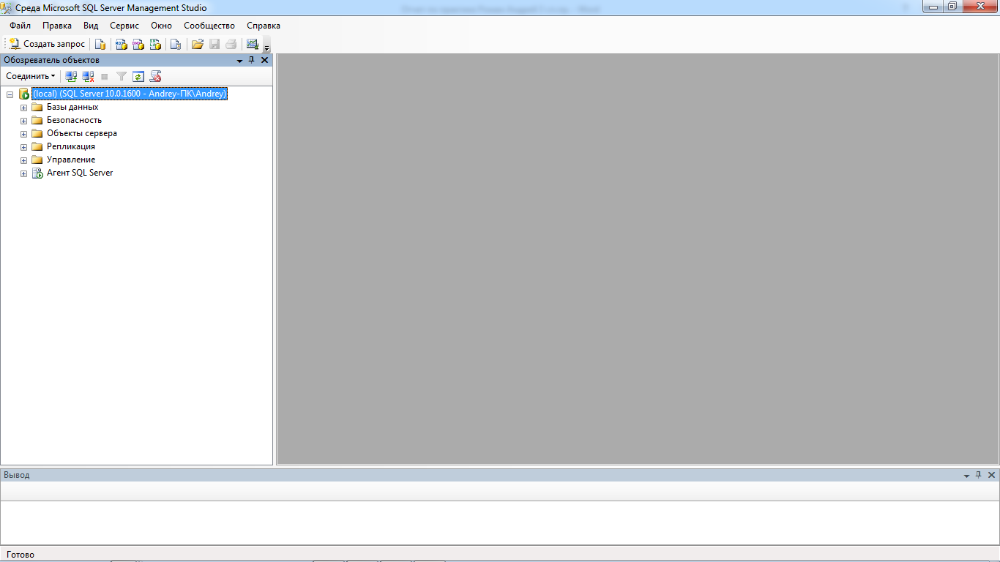 Среда Microsoft SQL Server Management Studio
Файл Правка Вид Сервис Окно Сообщество Справка
Создать запрос
Обозреватель объектов
Соединить
(local) (SQL Server 10.0.1600 - Andrey-ПК\Andrey)
Базы данных
Безопасность
Объекты сервера
Репликация
Управление
Агент SQL Server
Вывод
Готово